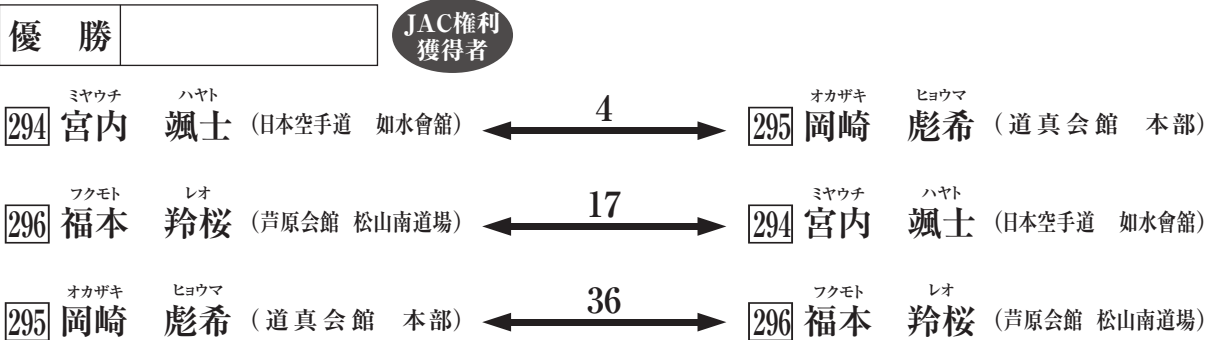 優 勝
JAC権利
獲得者
ミヤウチ ハヤト オカザキ ヒョウマ
294 宮内 颯士 (日本空手道 如水會舘) 4 295 岡崎 彪希 (道真会館 本部)
フクモト レオ ミヤウチ ハヤト
296 福本 羚桜 (芦原会館 松山南道場) 17 294 宮内 颯士 (日本空手道 如水會舘)
オカザキ ヒョウマ フクモト レオ
295 岡崎 彪希 (道真会館 本部) 36 296 福本 羚桜 (芦原会館 松山南道場)